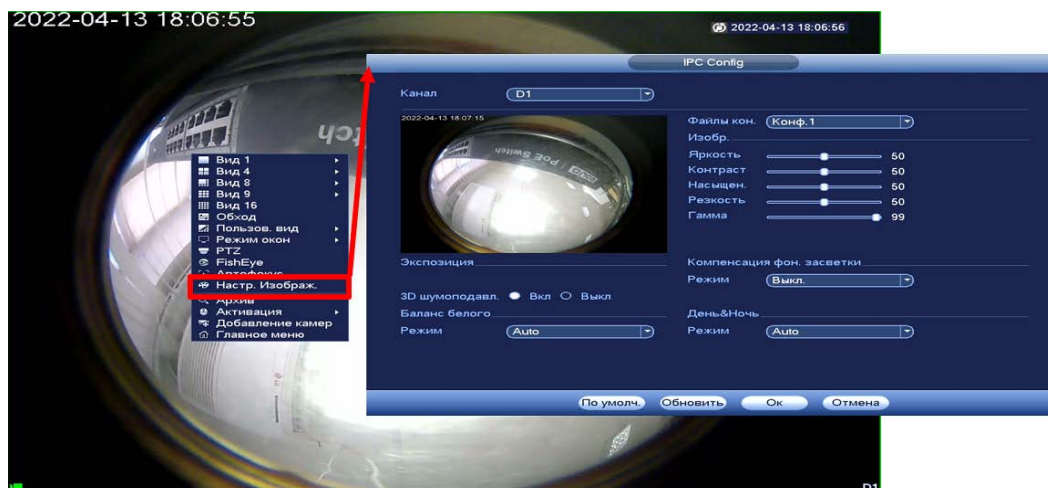 2022-04-13 18:06:55
2022-04-13 18:06:56
IPC Config
Канал D1
2022-04-13 18:07:15
PoE Switch
Файлы кон. Конф.1
Изобр.
Яркость 50
Контраст 50
Насыщен. 50
Резкость 50
Гамма 99
Экспозиция
Компенсация фон. засветки
Режим Выкл.
3D шумоподавл. Вкл Выкл
Баланс белого
День&Ночь
Режим Auto
Режим Auto
По умолч. Обновить Ок Отмена
Вид 1
Вид 4
Вид 8
Вид 9
Вид 16
Обход
Пользов. вид
Режим окон
PTZ
FishEye
Автофокус
Настр. Изображ.
Архив
Активация
Добавление камер
Главное меню
D1